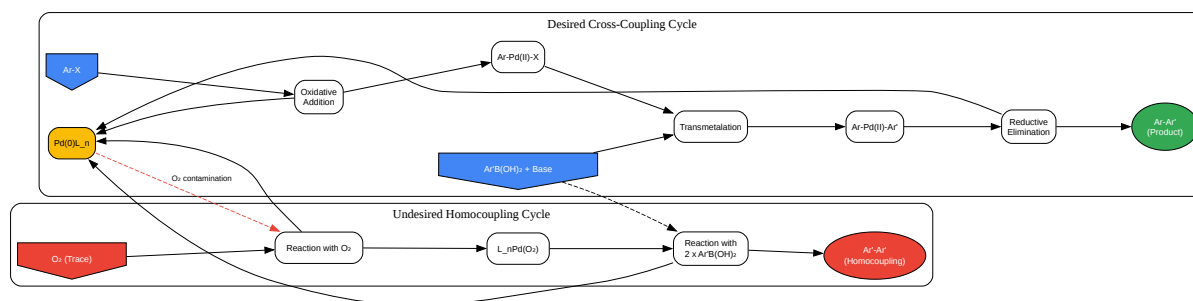 Desired Cross-Coupling Cycle
Ar-X
Ar-Pd(II)-X
Oxidative
Addition
Pd(0)L_n
Transmetalation
Ar-Pd(II)-Ar'
Reductive
Elimination
Ar-Ar'
(Product)
Ar'B(OH)₂ + Base
O₂ contamination
Undesired Homocoupling Cycle
O₂ (Trace)
Reaction with O₂
L_nPd(O₂)
Reaction with
2 x Ar'B(OH)₂
Ar'-Ar'
(Homocoupling)